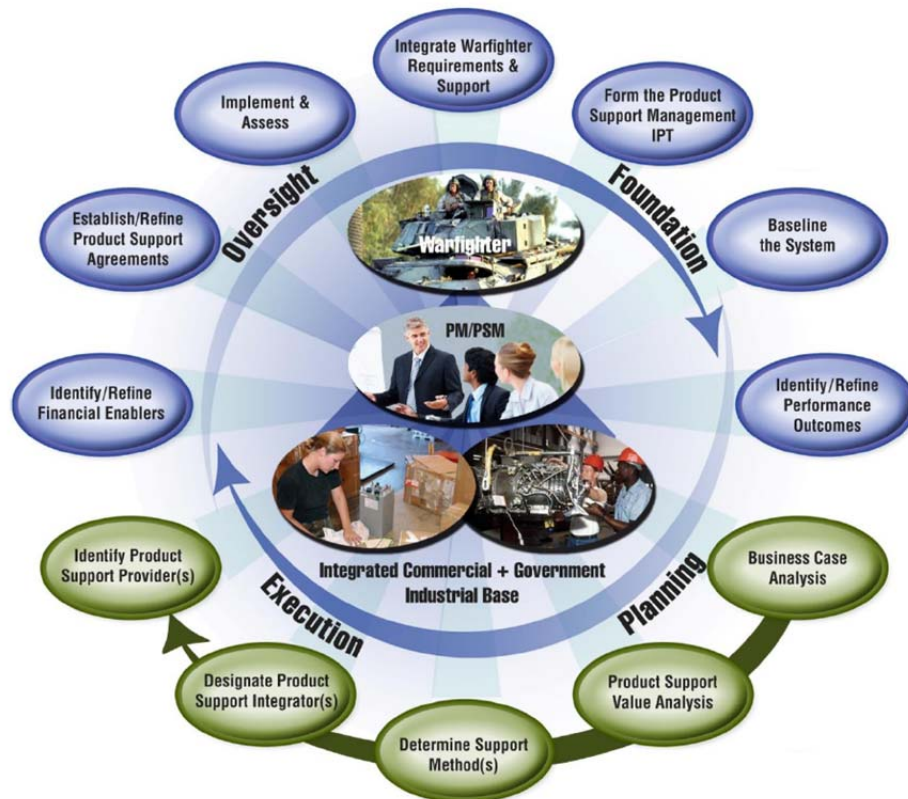 Integrate Warfighter
Requirements &
Support
Form the Product
Support Management
IPT
Baseline
the System
Identify/Refine
Performance
Outcomes
Business Case
Analysis
Product Support
Value Analysis
Determine Support
Method(s)
Designate Product
Support Integrator(s)
Identify Product
Support Provider(s)
Identify/Refine
Financial Enablers
Establish/Refine
Product Support
Agreements
Implement &
Assess
Oversight
Foundation
Planning
Execution
Warfighter
PM/PSM
Integrated Commercial + Government
Industrial Base